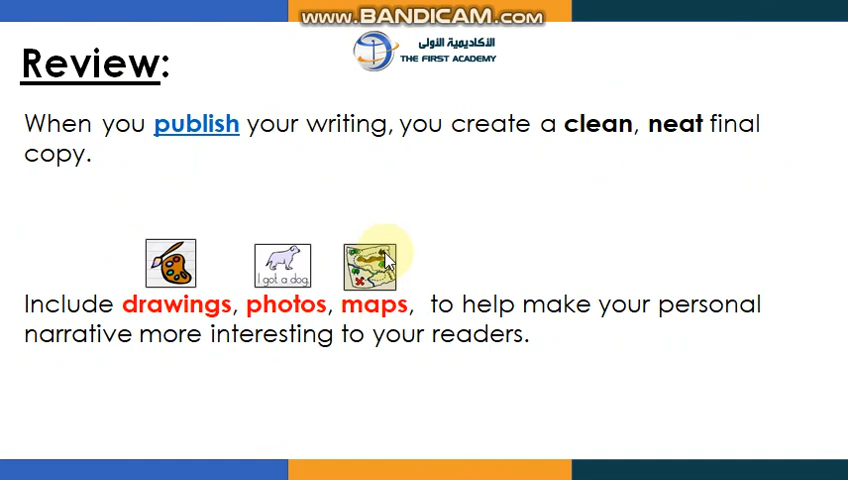 www.BANDICAM.com
الأكاديمية الأولى
THE FIRST ACADEMY
Review:
When you publish your writing, you create a clean, neat final
copy.
I got a dog.
Include drawings, photos, maps, to help make your personal
narrative more interesting to your readers.